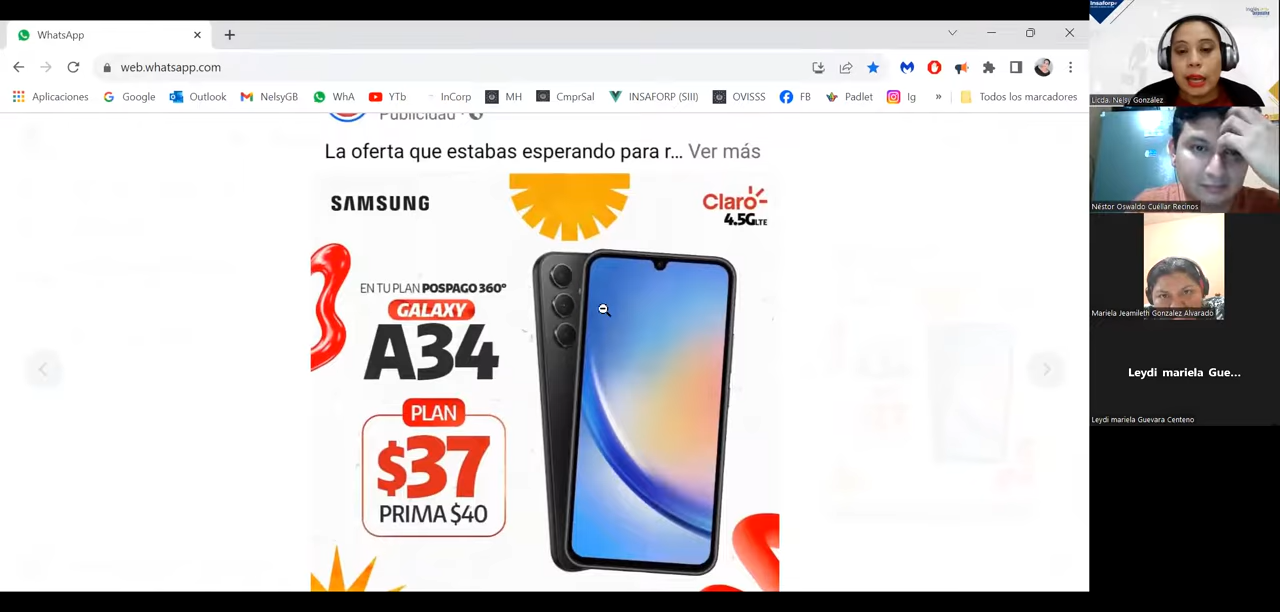 WhatsApp
web.whatsapp.com
Aplicaciones
Google
Outlook
NelsyGB
WhA
YTb
InCorp
MH
CmprSal
INSAFORP (SIII)
OVISSS
FB
Padlet
Ig
»
Todos los marcadores
Publicidad
La oferta que estabas esperando para r... Ver más
SAMSUNG
Claro
4.5G LTE
EN TU PLAN POSPAGO 360°
GALAXY
A34
PLAN
$37
PRIMA $40
Insaforp
Licda. Nelsy González
Néstor Oswaldo Cuéllar Recinos
Mariela Jeamileth Gonzalez Alvarado
Leydi mariela Gue...
Leydi mariela Guevara Centeno